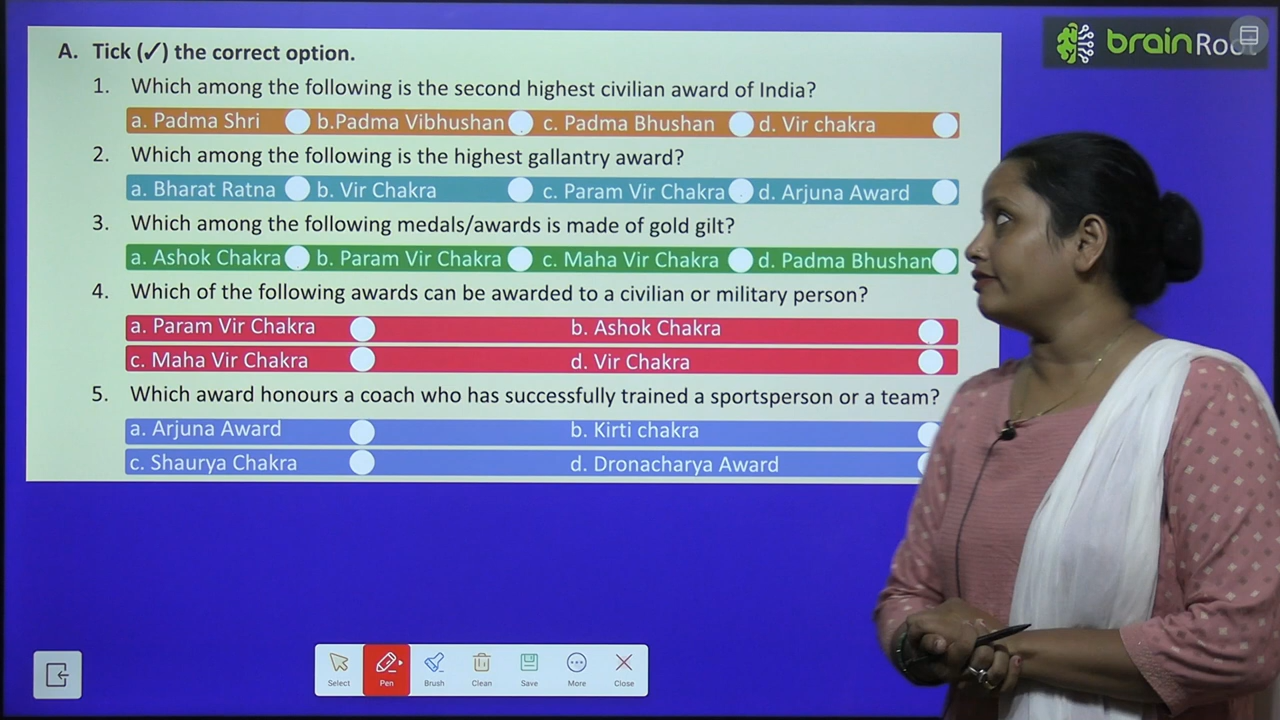 brainRoot
A. Tick (✓) the correct option.
1. Which among the following is the second highest civilian award of India?
a. Padma Shri b.Padma Vibhushan c. Padma Bhushan d. Vir chakra
2. Which among the following is the highest gallantry award?
a. Bharat Ratna b. Vir Chakra c. Param Vir Chakra d. Arjuna Award
3. Which among the following medals/awards is made of gold gilt?
a. Ashok Chakra b. Param Vir Chakra c. Maha Vir Chakra d. Padma Bhushan
4. Which of the following awards can be awarded to a civilian or military person?
a. Param Vir Chakra b. Ashok Chakra
c. Maha Vir Chakra d. Vir Chakra
5. Which award honours a coach who has successfully trained a sportsperson or a team?
a. Arjuna Award b. Kirti chakra
c. Shaurya Chakra d. Dronacharya Award
Select Pen Brush Clean Save More Close